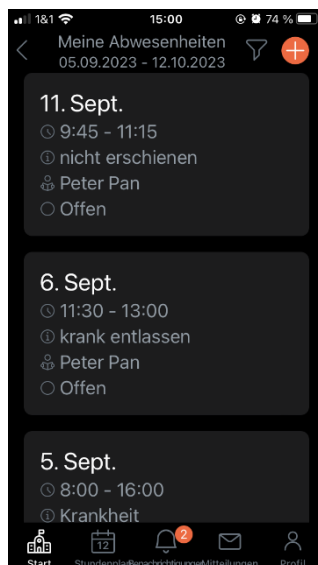 1&1 15:00 74 %
Meine Abwesenheiten
05.09.2023 - 12.10.2023
11. Sept.
9:45 - 11:15
nicht erschienen
Peter Pan
Offen
6. Sept.
11:30 - 13:00
krank entlassen
Peter Pan
Offen
5. Sept.
8:00 - 16:00
Krankheit
12 2
Start Stundenplan Benachrichtigungen Mitteilungen Profil